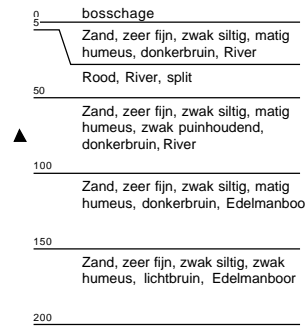 0 bosschage
5
Zand, zeer fijn, zwak siltig, matig
humeus, donkerbruin, River
Rood, River, split
50
Zand, zeer fijn, zwak siltig, matig
humeus, zwak puinhoudend,
donkerbruin, River
100
Zand, zeer fijn, zwak siltig, matig
humeus, donkerbruin, Edelmanboo
150
Zand, zeer fijn, zwak siltig, zwak
humeus, lichtbruin, Edelmanboor
200